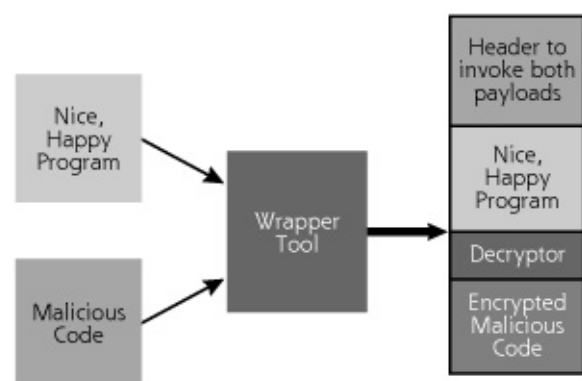 Nice,
Happy
Program
Malicious
Code
Wrapper
Tool
Header to
invoke both
payloads
Nice,
Happy
Program
Decryptor
Encrypted
Malicious
Code